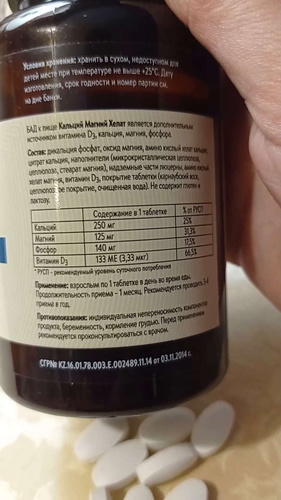 Условия хранения: хранить в сухом, недоступном для
детей месте при температуре не выше +25°C. Дату
изготовления, срок годности и номер партии см.
на дне банки.
БАД к пище Кальций Магний Хелат является дополнительным
источником витамина D₃, кальция, магния, фосфора.
Состав: дикальция фосфат, оксид магния, амино кислый хелат кальция,
цитрат кальция, наполнители (микрокристаллическая целлюлоза,
целлюлоза, стеарат магния), надземные части люцерны, амино кислый
хелат магния, витамин D₃, покрытие таблетки (карнаубский воск,
целлюлозное покрытие, очищенная вода). Не содержит глютен и
лактозу.
Содержание в 1 таблетке % от РУСП
Кальций 250 мг 25%
Магний 125 мг 31,3%
Фосфор 140 мг 17,5%
Витамин D₃ 133 МЕ (3,33 мкг) 66,5%
* РУСП - рекомендуемый уровень суточного потребления
Применение: взрослым по 1 таблетке в день во время еды.
Продолжительность приема – 1 месяц. Рекомендуется проводить 3-4
приема в год.
Противопоказания: индивидуальная непереносимость компонентов
продукта, беременность, кормление грудью. Перед применением
рекомендуется проконсультироваться с врачом.
СГР№ KZ.16.01.78.003.E.002489.11.14 от 03.11.2014 г.